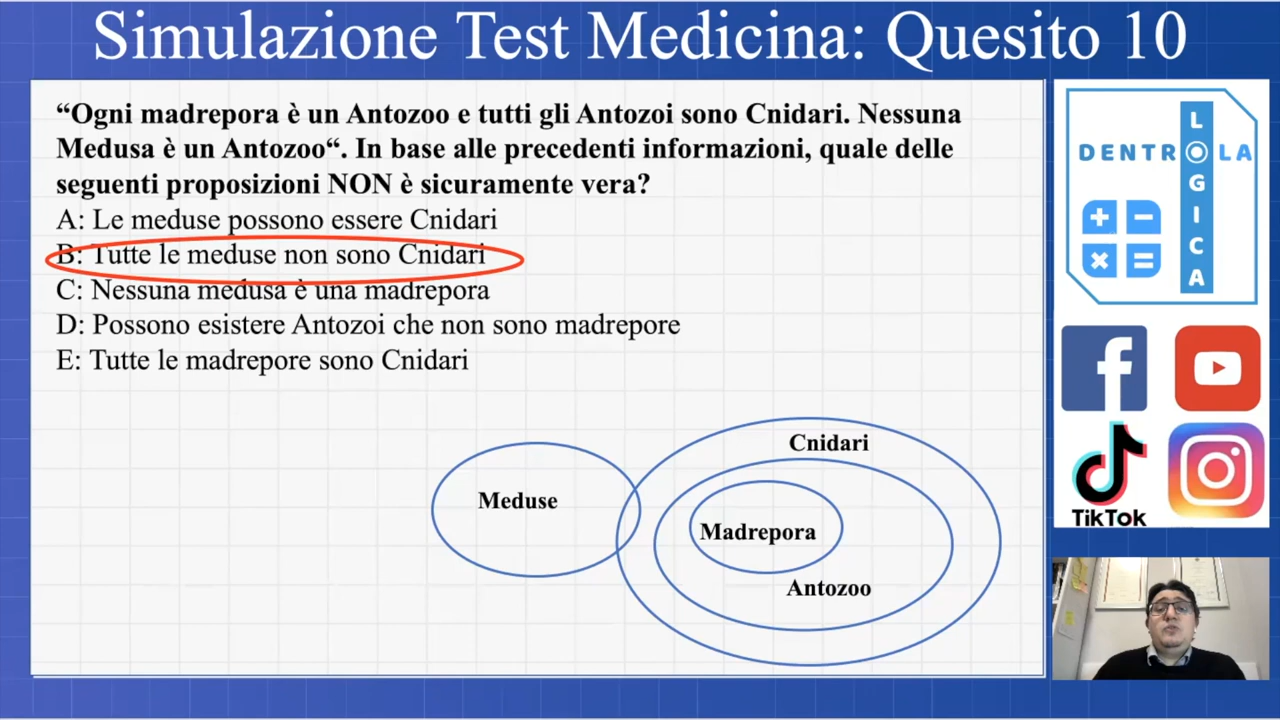 Simulazione Test Medicina: Quesito 10
“Ogni madrepora è un Antozoo e tutti gli Antozoi sono Cnidari. Nessuna
Medusa è un Antozoo“. In base alle precedenti informazioni, quale delle
seguenti proposizioni NON è sicuramente vera?
A: Le meduse possono essere Cnidari
B: Tutte le meduse non sono Cnidari
C: Nessuna medusa è una madrepora
D: Possono esistere Antozoi che non sono madrepore
E: Tutte le madrepore sono Cnidari
Cnidari
Meduse
Madrepora
Antozoo
DENTRO LA
LOGICA
TikTok